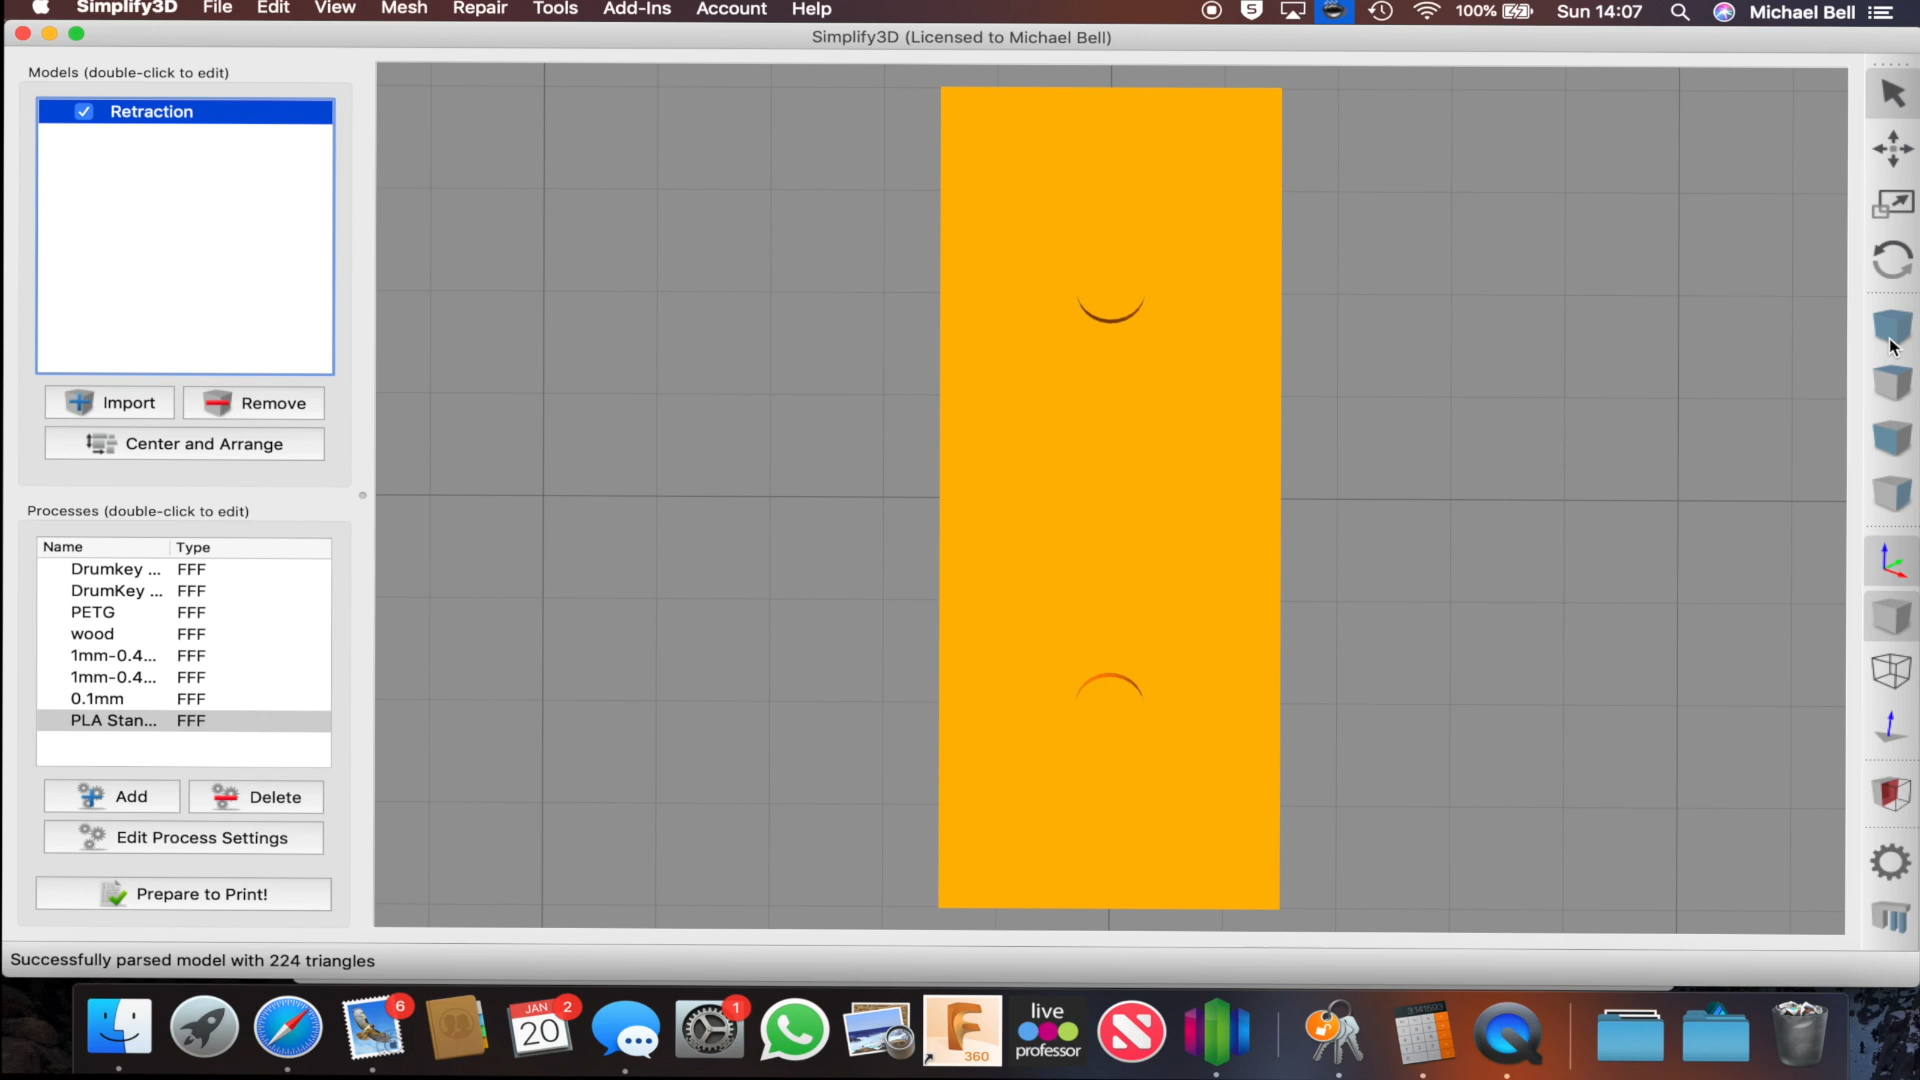 Simplify3D File Edit View Mesh Repair Tools Add-Ins Account Help
S 100% Sun 14:07 Michael Bell
Simplify3D (Licensed to Michael Bell)
Models (double-click to edit)
Retraction
Import Remove
Center and Arrange
Processes (double-click to edit)
Name Type
Drumkey ... FFF
DrumKey ... FFF
PETG FFF
wood FFF
1mm-0.4... FFF
1mm-0.4... FFF
0.1mm FFF
PLA Stan... FFF
Add Delete
Edit Process Settings
Prepare to Print!
Successfully parsed model with 224 triangles
6
JAN 2
20
1
F
360
live
professor
N